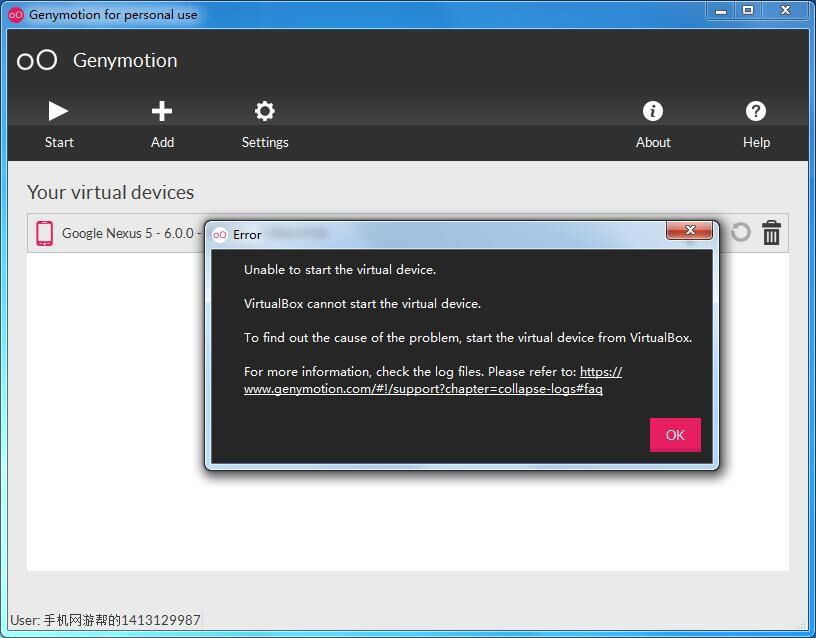 Genymotion for personal use
Genymotion
Start
Add
Settings
About
Help
Your virtual devices
Google Nexus 5 - 6.0.0 -
Error
Unable to start the virtual device.
VirtualBox cannot start the virtual device.
To find out the cause of the problem, start the virtual device from VirtualBox.
For more information, check the log files. Please refer to: https://
www.genymotion.com/#!/support?chapter=collapse-logs#faq
OK
User: 手机网游帮的1413129987